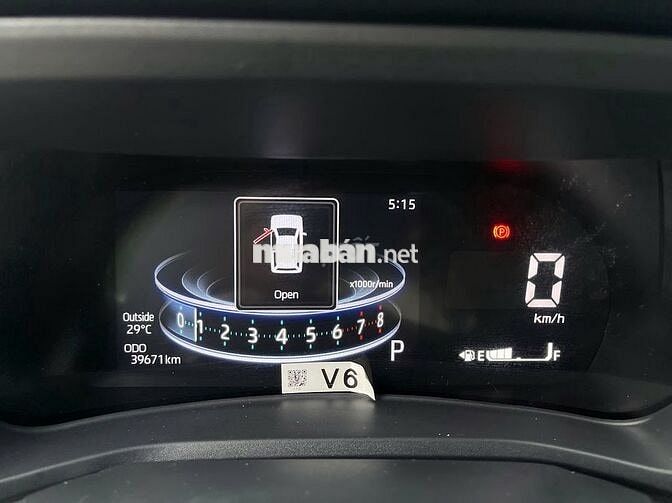 5:15
muaban.net
Open
x1000r/min
0 1 2 3 4 5 6 7 8
Outside
29°C
ODO
39671km
P
P
0
km/h
E F
V6